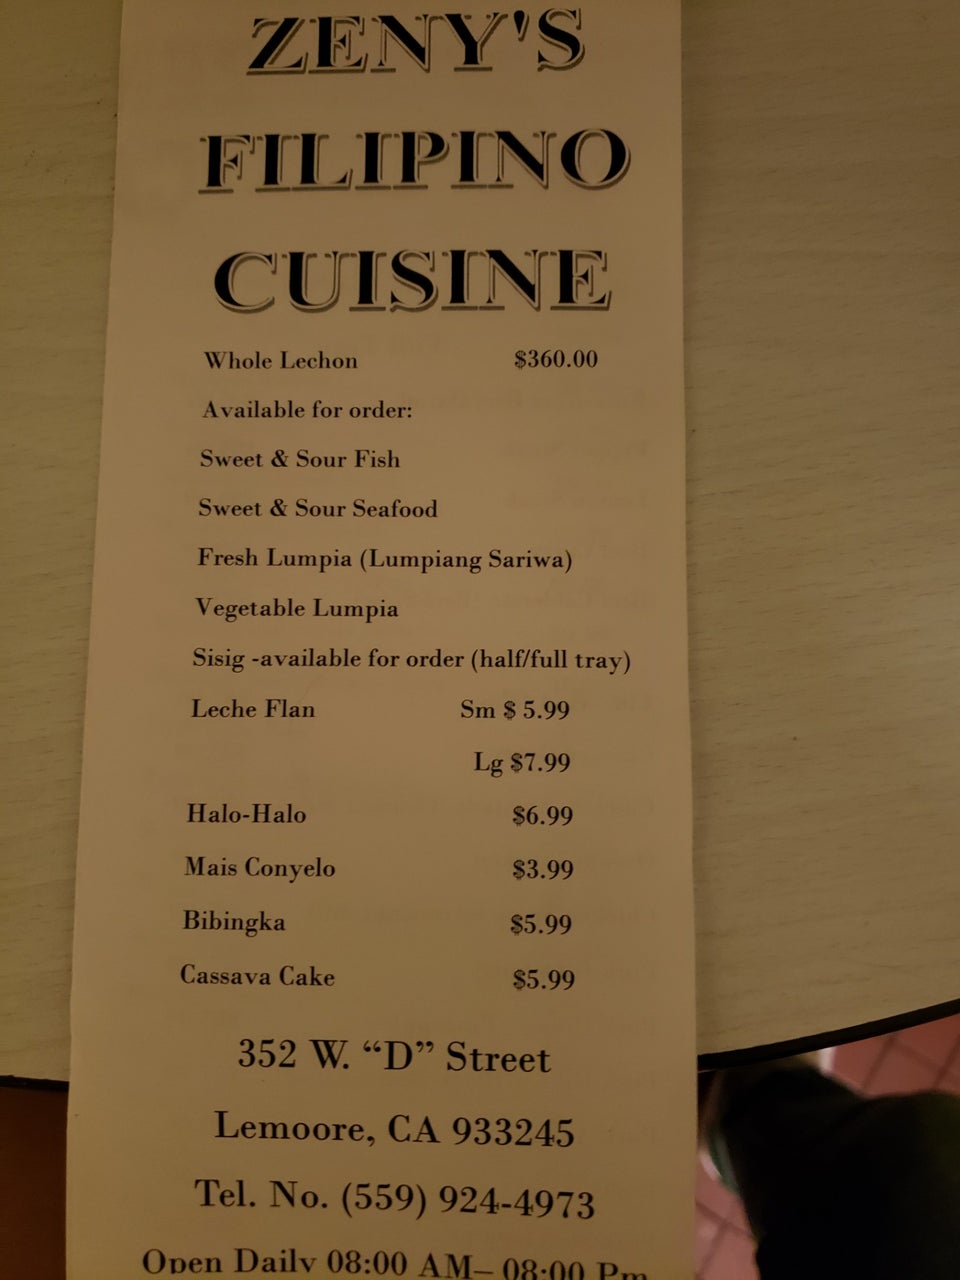 ZENY'S
FILIPINO
CUISINE
Whole Lechon $360.00
Available for order:
Sweet & Sour Fish
Sweet & Sour Seafood
Fresh Lumpia (Lumpiang Sariwa)
Vegetable Lumpia
Sisig -available for order (half/full tray)
Leche Flan Sm $ 5.99
Lg $7.99
Halo-Halo $6.99
Mais Conyelo $3.99
Bibingka $5.99
Cassava Cake $5.99
352 W. “D” Street
Lemoore, CA 933245
Tel. No. (559) 924-4973
Open Daily 08:00 AM– 08:00 Pm